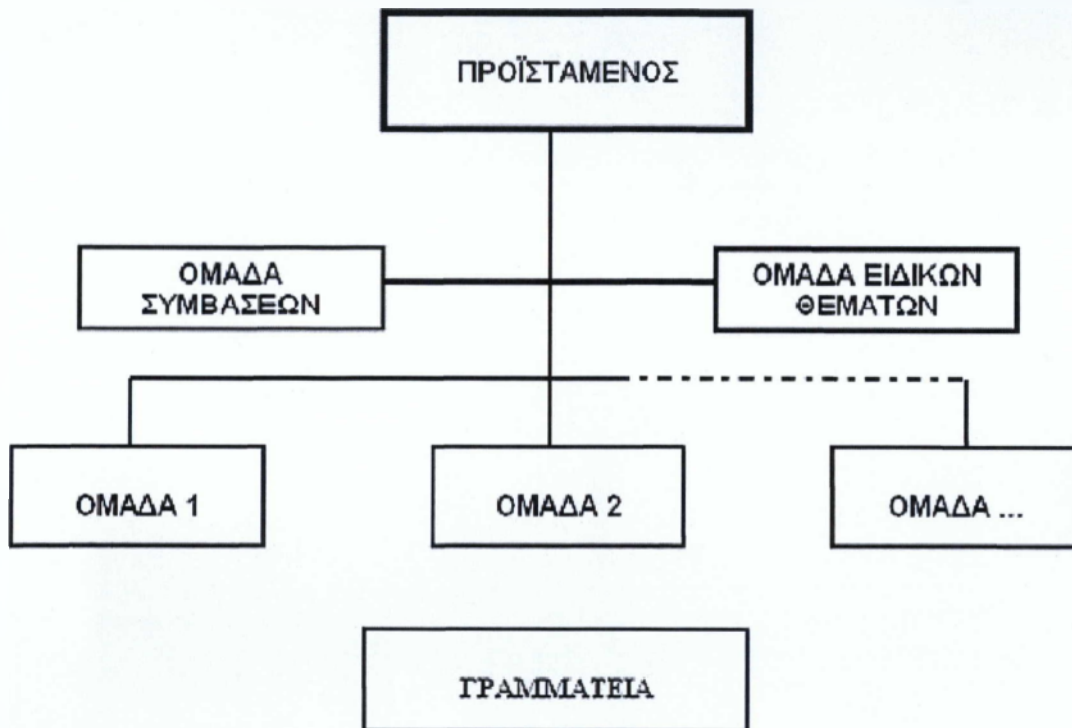 ΠΡΟΪΣΤΑΜΕΝΟΣ
ΟΜΑΔΑ
ΣΥΜΒΑΣΕΩΝ
ΟΜΑΔΑ ΕΙΔΙΚΩΝ
ΘΕΜΑΤΩΝ
ΟΜΑΔΑ 1
ΟΜΑΔΑ 2
ΟΜΑΔΑ ...
ΓΡΑΜΜΑΤΕΙΑ